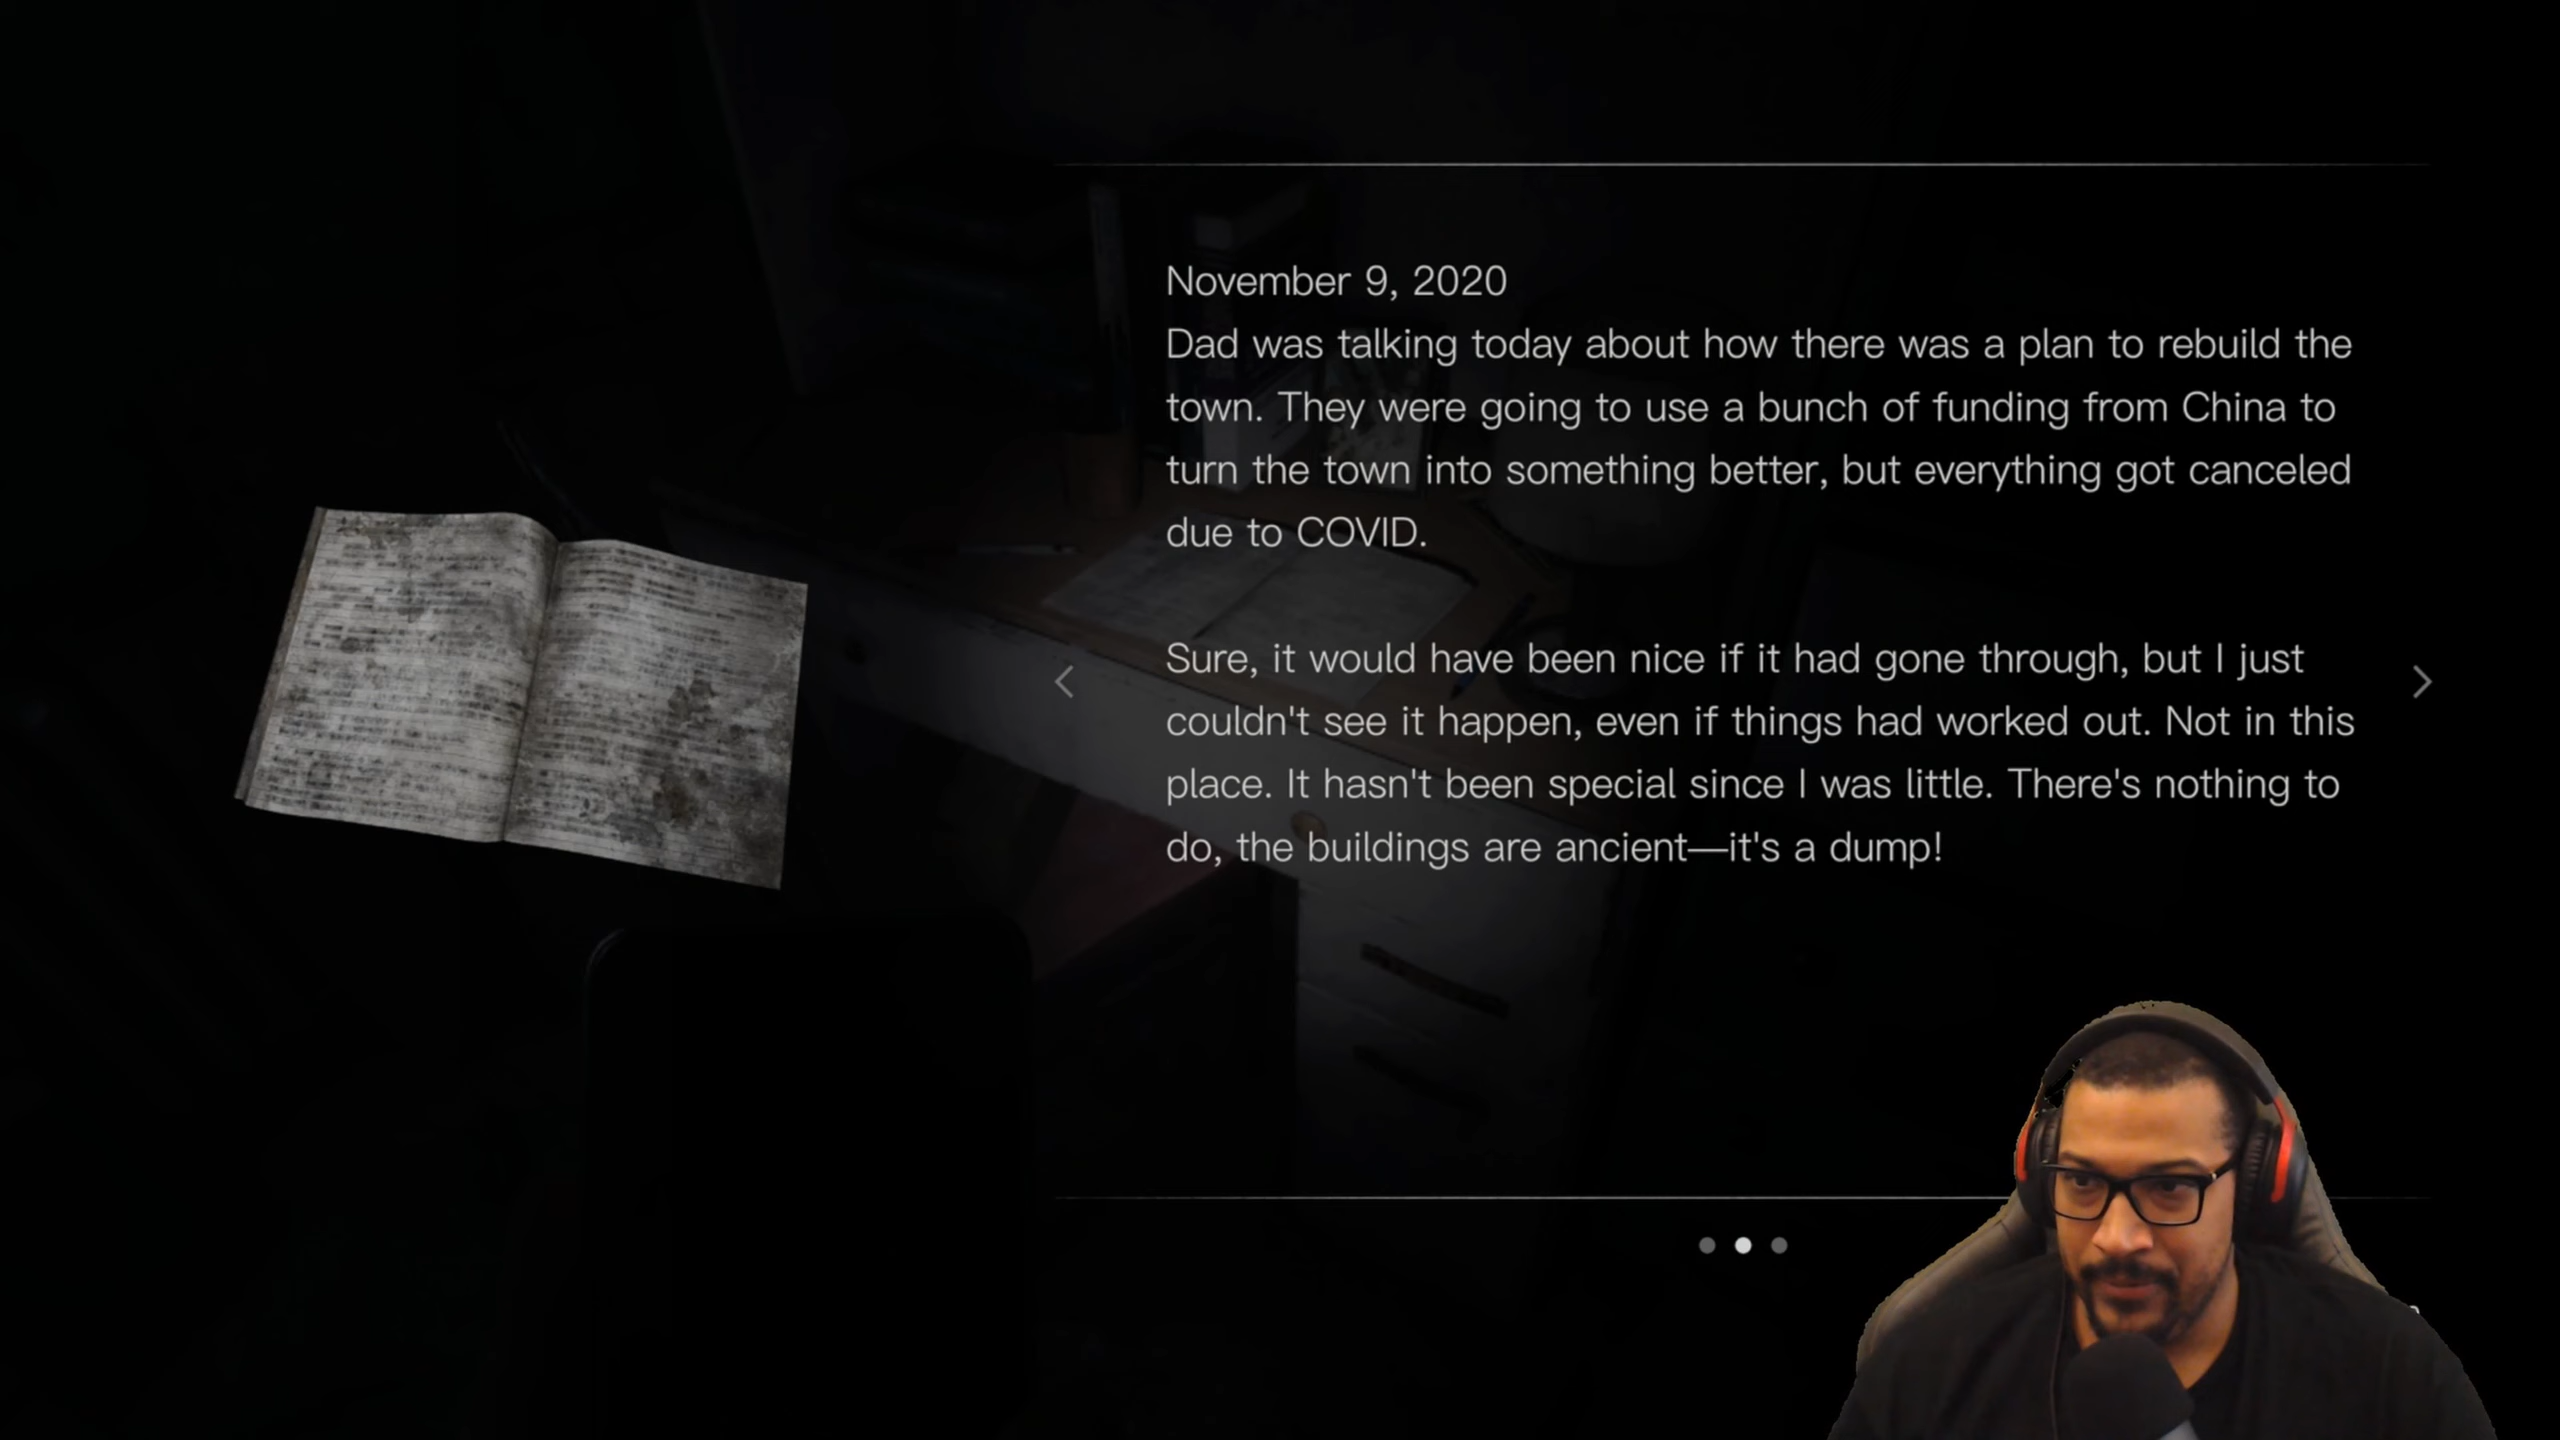 November 9, 2020
Dad was talking today about how there was a plan to rebuild the
town. They were going to use a bunch of funding from China to
turn the town into something better, but everything got canceled
due to COVID.
Sure, it would have been nice if it had gone through, but I just
couldn't see it happen, even if things had worked out. Not in this
place. It hasn't been special since I was little. There's nothing to
do, the buildings are ancient—it's a dump!